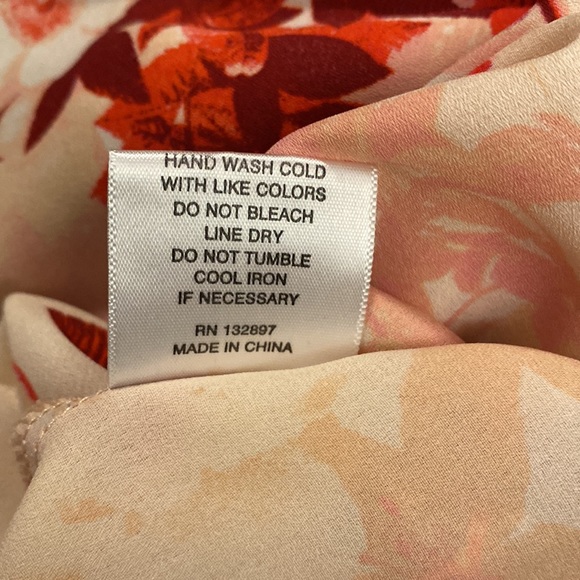 HAND WASH COLD
WITH LIKE COLORS
DO NOT BLEACH
LINE DRY
DO NOT TUMBLE
COOL IRON
IF NECESSARY
RN 132897
MADE IN CHINA